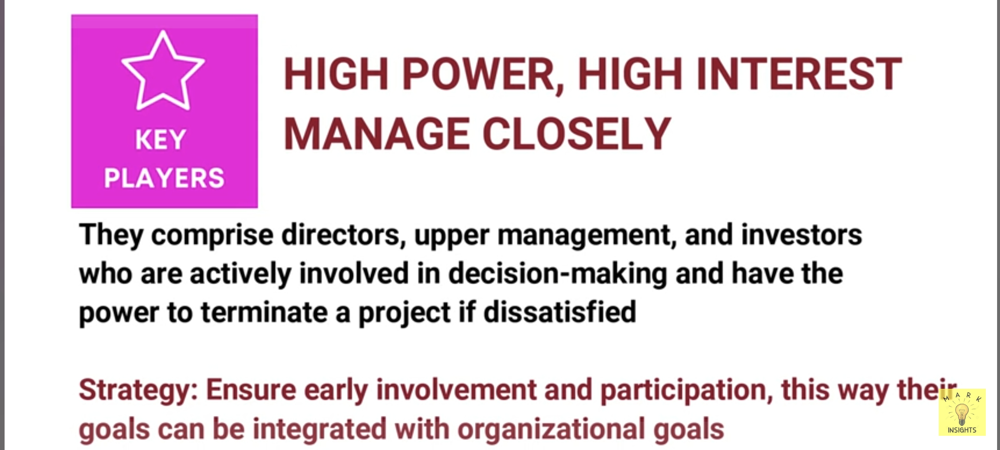 KEY
PLAYERS
HIGH POWER, HIGH INTEREST
MANAGE CLOSELY
They comprise directors, upper management, and investors
who are actively involved in decision-making and have the
power to terminate a project if dissatisfied
Strategy: Ensure early involvement and participation, this way their
goals can be integrated with organizational goals
MARK
INSIGHTS